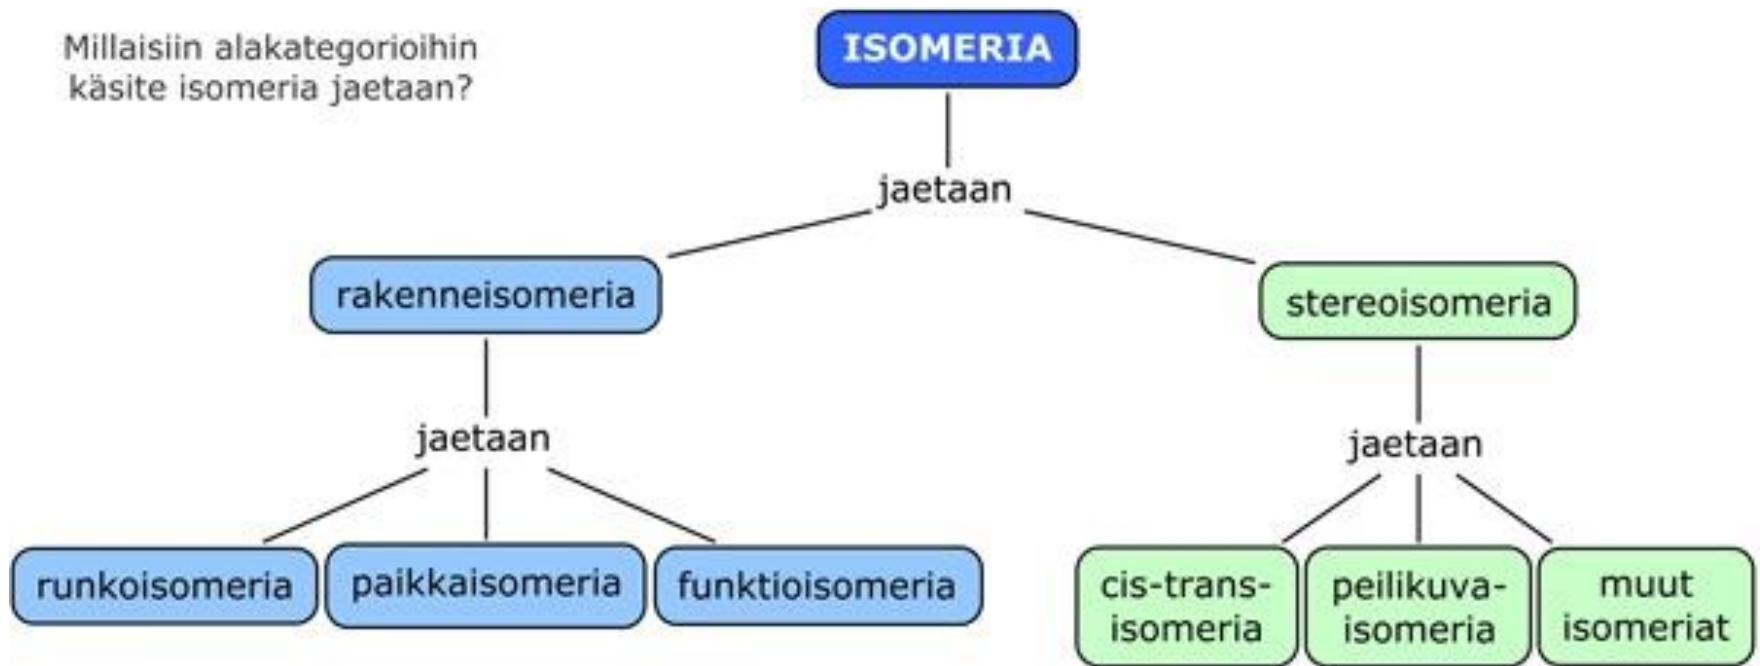 Millaisiin alakategorioihin
käsite isomeria jaetaan?
ISOMERIA
jaetaan
rakenneisomeria
stereoisomeria
jaetaan
jaetaan
runkoisomeria
paikkaisomeria
funktioisomeria
cis-trans-
isomeria
peilikuva-
isomeria
muut
isomeriat